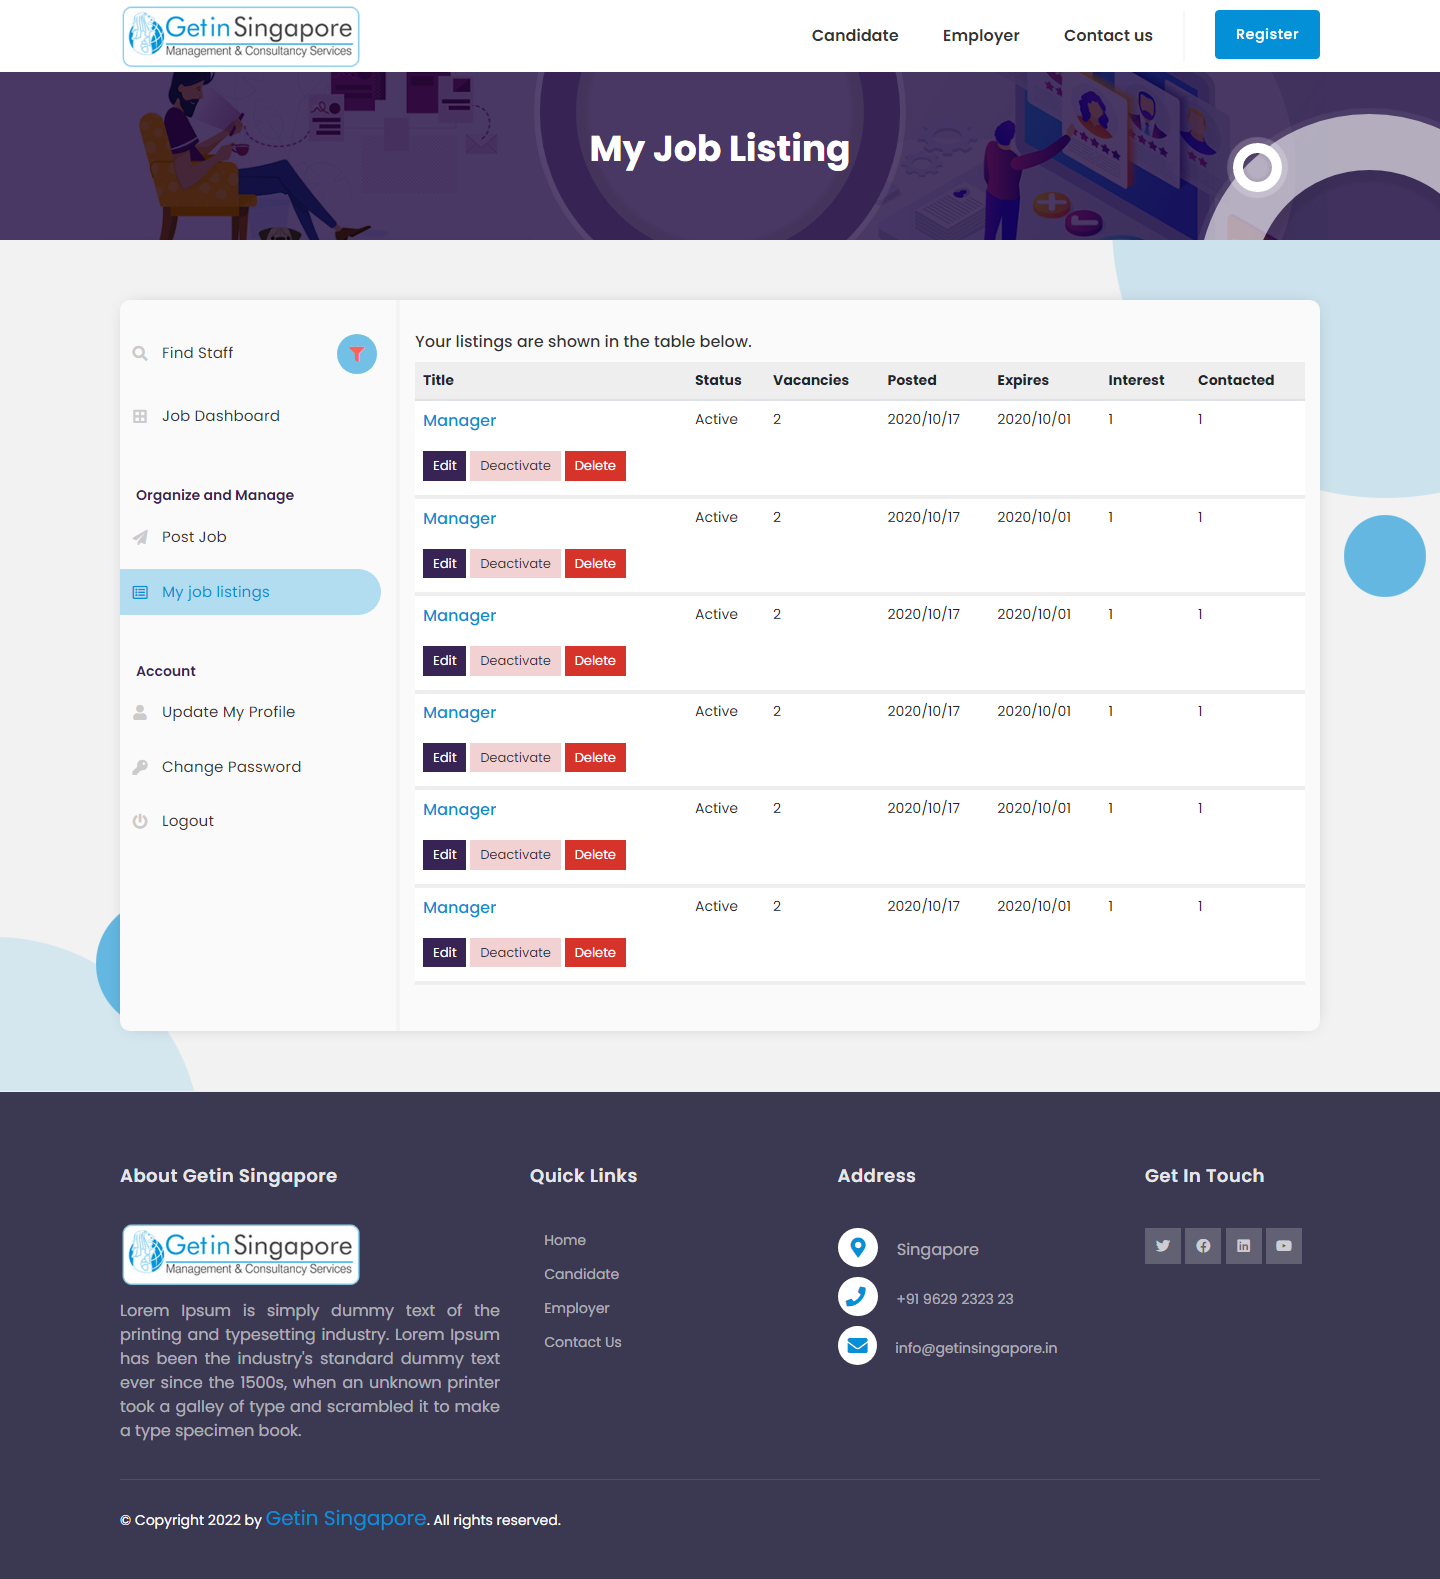 Getin Singapore
Management & Consultancy Services
Candidate Employer Contact us Register
My Job Listing
Find Staff
Job Dashboard
Organize and Manage
Post Job
My job listings
Account
Update My Profile
Change Password
Logout
Your listings are shown in the table below.
Title Status Vacancies Posted Expires Interest Contacted
Manager Active 2 2020/10/17 2020/10/01 1 1
Edit Deactivate Delete
Manager Active 2 2020/10/17 2020/10/01 1 1
Edit Deactivate Delete
Manager Active 2 2020/10/17 2020/10/01 1 1
Edit Deactivate Delete
Manager Active 2 2020/10/17 2020/10/01 1 1
Edit Deactivate Delete
Manager Active 2 2020/10/17 2020/10/01 1 1
Edit Deactivate Delete
Manager Active 2 2020/10/17 2020/10/01 1 1
Edit Deactivate Delete
About Getin Singapore
Getin Singapore
Management & Consultancy Services
Lorem Ipsum is simply dummy text of the
printing and typesetting industry. Lorem Ipsum
has been the industry's standard dummy text
ever since the 1500s, when an unknown printer
took a galley of type and scrambled it to make
a type specimen book.
Quick Links
Home
Candidate
Employer
Contact Us
Address
Singapore
+91 9629 2323 23
info@getinsingapore.in
Get In Touch
© Copyright 2022 by Getin Singapore. All rights reserved.